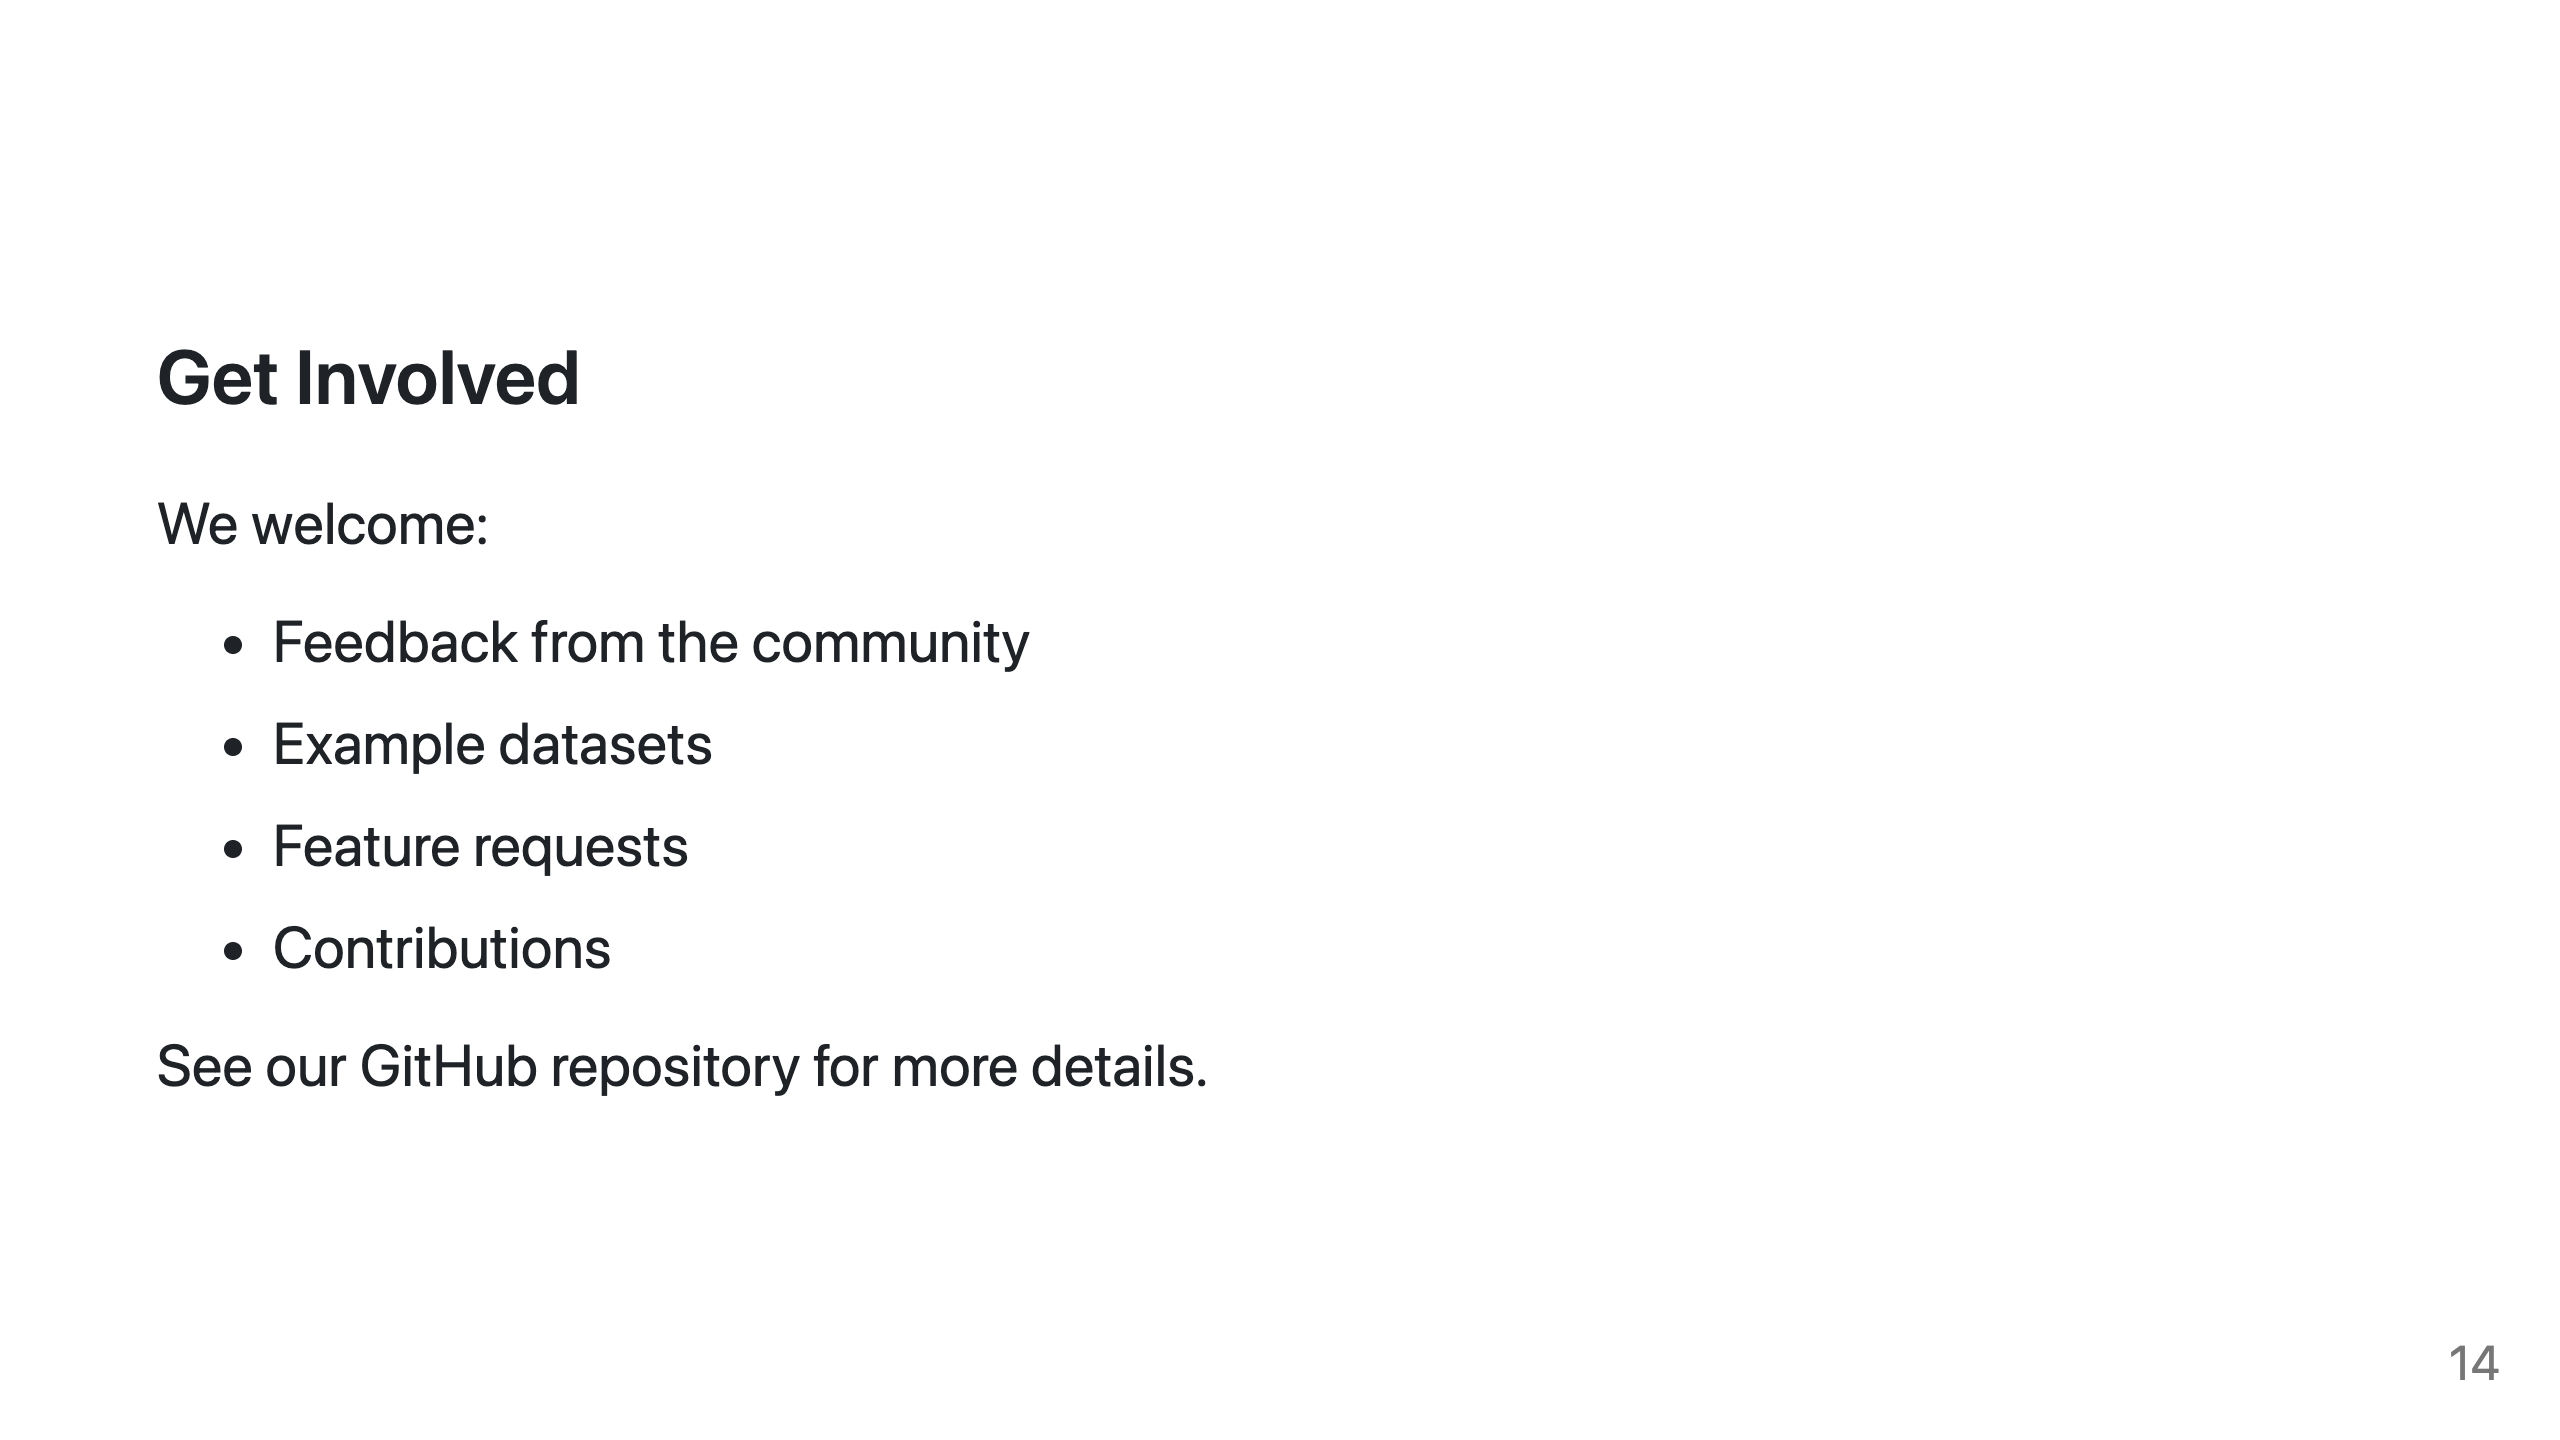 Get Involved
We welcome:
• Feedback from the community
• Example datasets
• Feature requests
• Contributions
See our GitHub repository for more details.
14